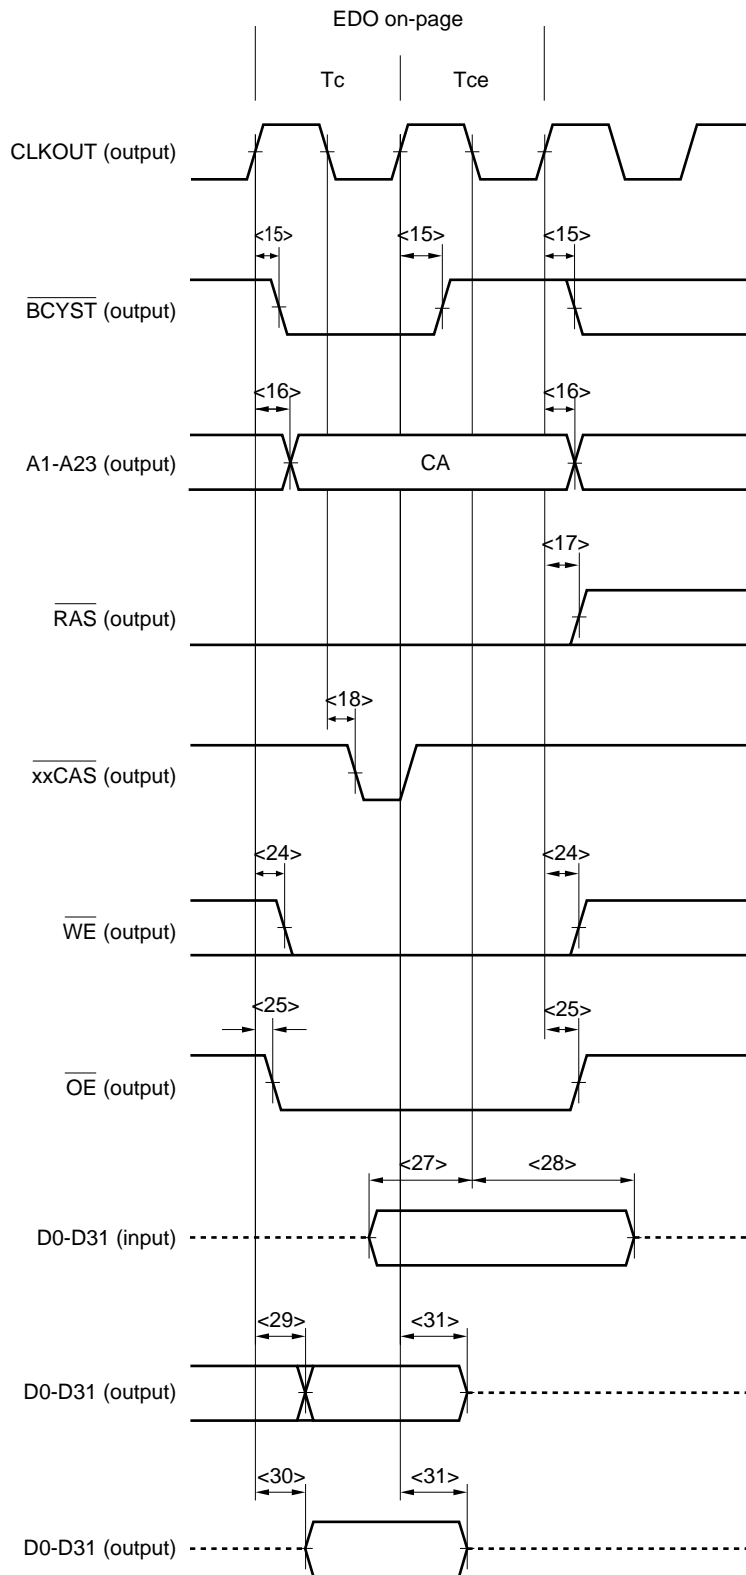 EDO on-page
Tc Tce
CLKOUT (output)
<15> <15> <15>
BCYST (output)
<16> <16>
A1-A23 (output) CA
<17>
RAS (output)
<18>
xxCAS (output)
<24> <24>
WE (output)
<25> <25>
OE (output)
<27> <28>
D0-D31 (input)
<29> <31>
D0-D31 (output)
<30> <31>
D0-D31 (output)